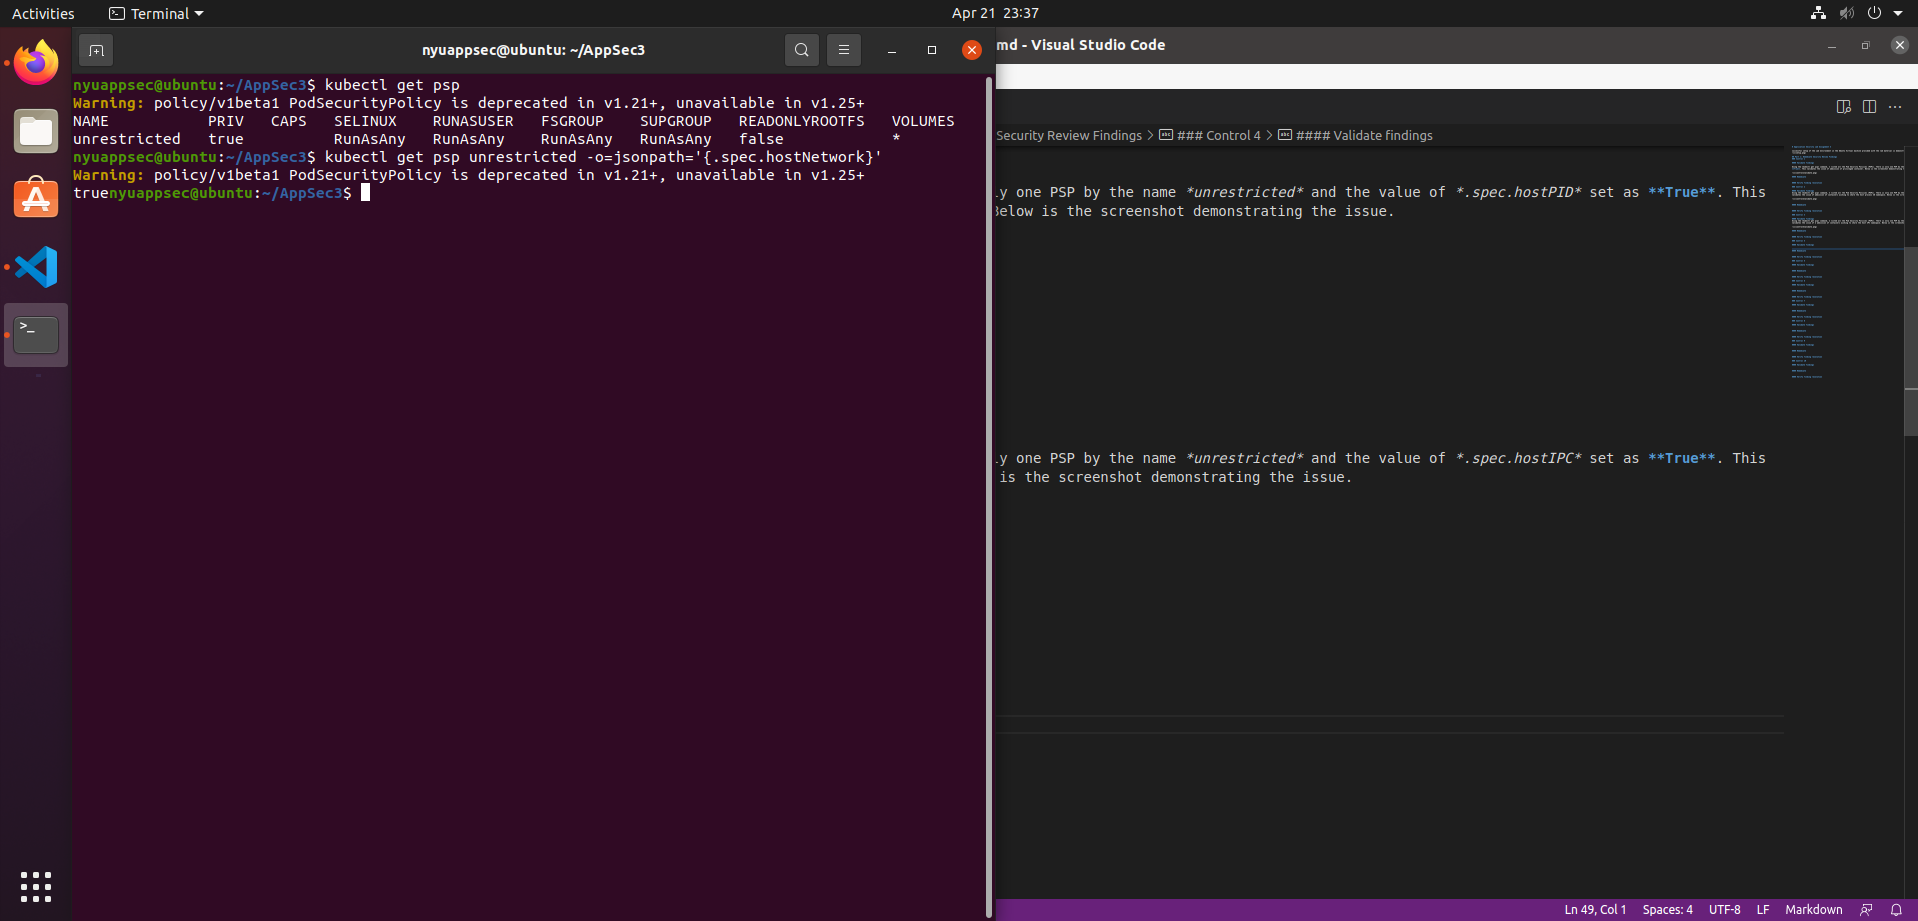 Activities
Terminal
Apr 21 23:37
nyuappsec@ubuntu: ~/AppSec3
nyuappsec@ubuntu:~/AppSec3$ kubectl get psp
Warning: policy/v1beta1 PodSecurityPolicy is deprecated in v1.21+, unavailable in v1.25+
NAME PRIV CAPS SELINUX RUNASUSER FSGROUP SUPGROUP READONLYROOTFS VOLUMES
unrestricted true RunAsAny RunAsAny RunAsAny RunAsAny false *
nyuappsec@ubuntu:~/AppSec3$ kubectl get psp unrestricted -o=jsonpath='{.spec.hostNetwork}'
Warning: policy/v1beta1 PodSecurityPolicy is deprecated in v1.21+, unavailable in v1.25+
truenyuappsec@ubuntu:~/AppSec3$
md - Visual Studio Code
Security Review Findings > ### Control 4 > #### Validate findings
ly one PSP by the name *unrestricted* and the value of *.spec.hostPID* set as **True**. This
Below is the screenshot demonstrating the issue.
ly one PSP by the name *unrestricted* and the value of *.spec.hostIPC* set as **True**. This
is the screenshot demonstrating the issue.
Ln 49, Col 1 Spaces: 4 UTF-8 LF Markdown